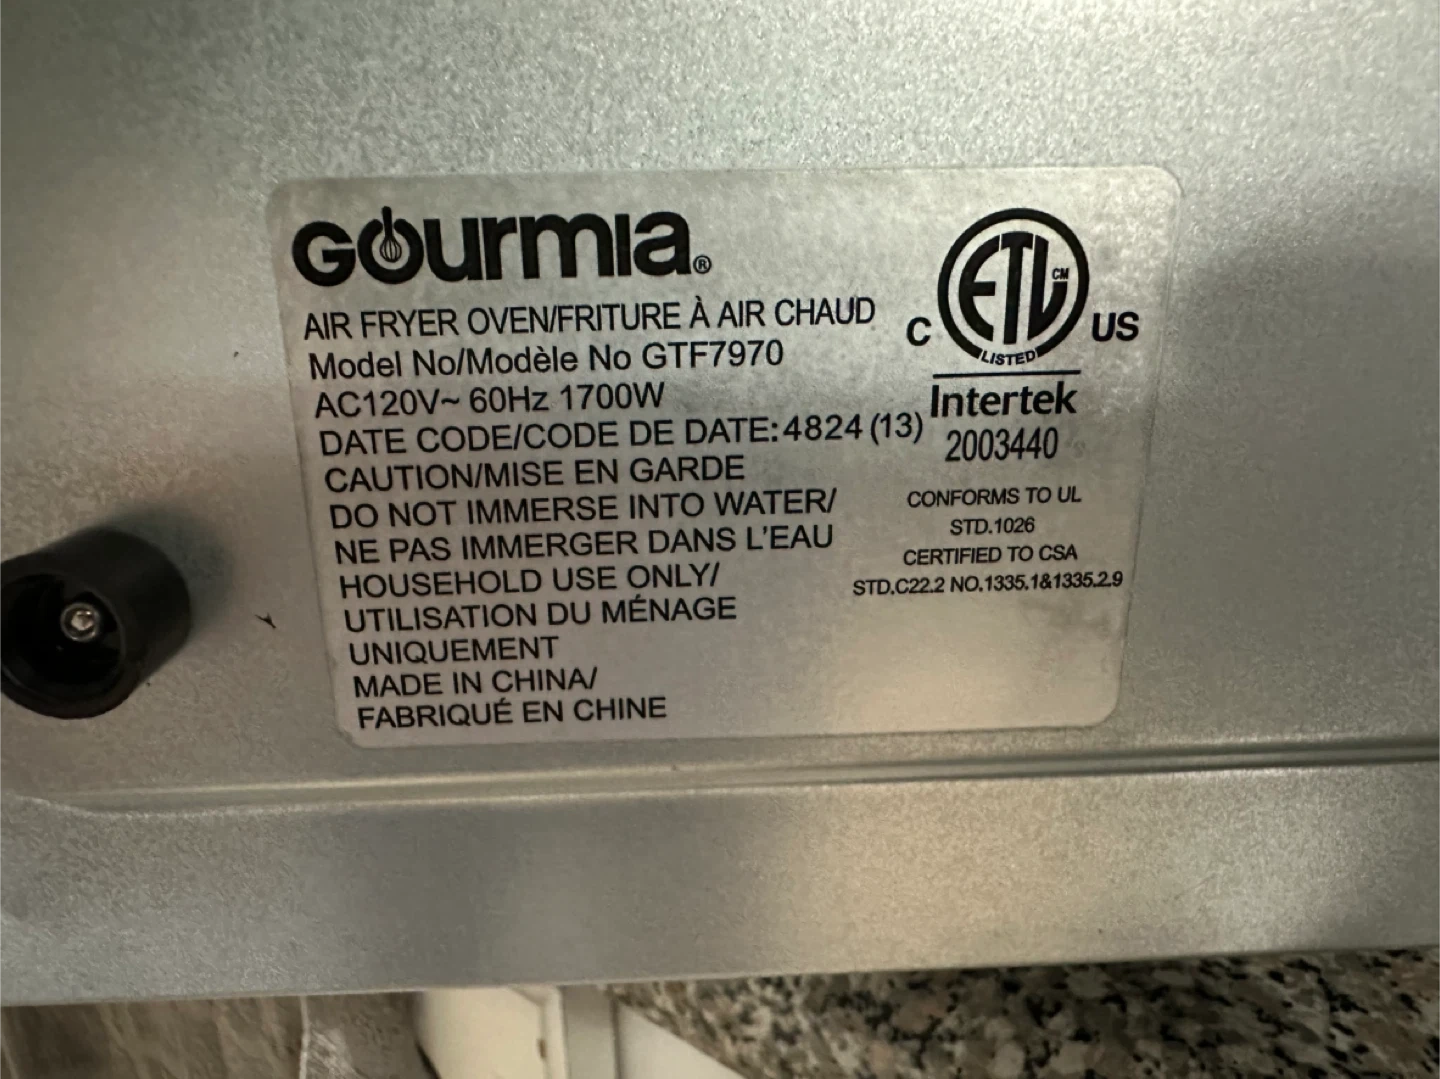 GOURMIA®
AIR FRYER OVEN/FRITURE À AIR CHAUD
Model No/Modèle No GTF7970
AC120V~ 60Hz 1700W
DATE CODE/CODE DE DATE:4824 (13)
CAUTION/MISE EN GARDE
DO NOT IMMERSE INTO WATER/
NE PAS IMMERGER DANS L'EAU
HOUSEHOLD USE ONLY/
UTILISATION DU MÉNAGE
UNIQUEMENT
MADE IN CHINA/
FABRIQUÉ EN CHINE
C ETL CM US
LISTED
Intertek
2003440
CONFORMS TO UL
STD.1026
CERTIFIED TO CSA
STD.C22.2 NO.1335.1&1335.2.9